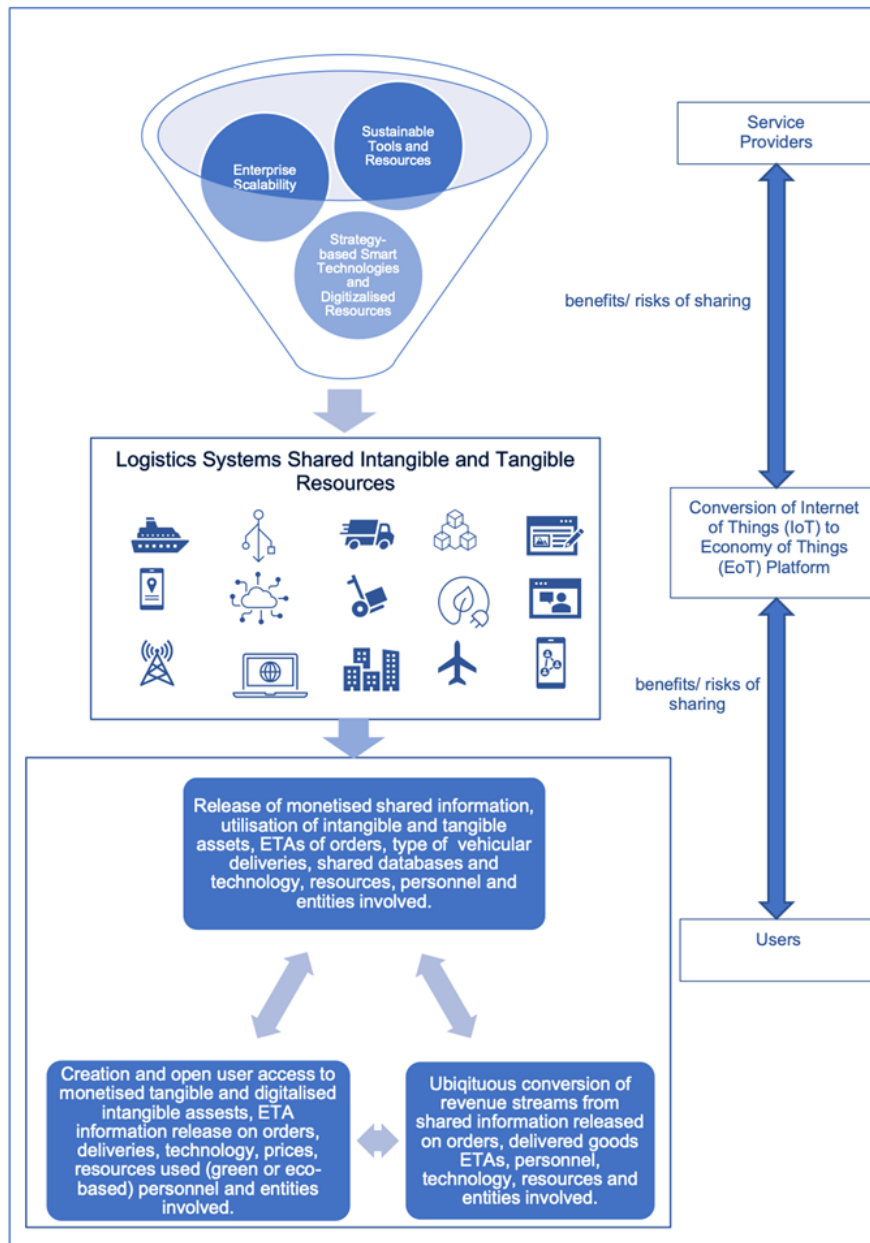 Sustainable
Tools and
Resources
Enterprise
Scalability
Strategy-
based Smart
Technologies
and
Digitizalised
Resources
Service
Providers
benefits/ risks of sharing
Logistics Systems Shared Intangible and Tangible
Resources
Conversion of Internet
of Things (IoT) to
Economy of Things
(EoT) Platform
benefits/ risks of
sharing
Users
Release of monetised shared information,
utilisation of intangible and tangible
assets, ETAs of orders, type of vehicular
deliveries, shared databases and
technology, resources, personnel and
entities involved.
Creation and open user access to
monetised tangible and digitalised
intangible assests, ETA
information release on orders,
deliveries, technology, prices,
resources used (green or eco-
based) personnel and entities
involved.
Ubiqituous conversion of
revenue streams from
shared information released
on orders, delivered goods
ETAs, personnel,
technology, resources and
entities involved.